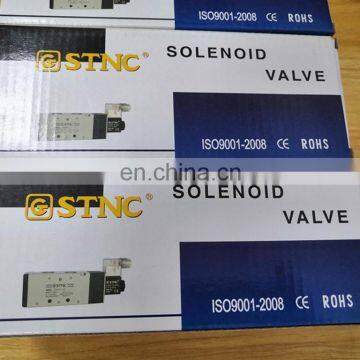 ISO9001-2008 CE ROHS
STNC®
SOLENOID
VALVE
ISO9001-2008 CE ROHS
en.china.cn
STNC®
SOLENOID
VALVE
STNC
ISO9001-2008 CE ROHS